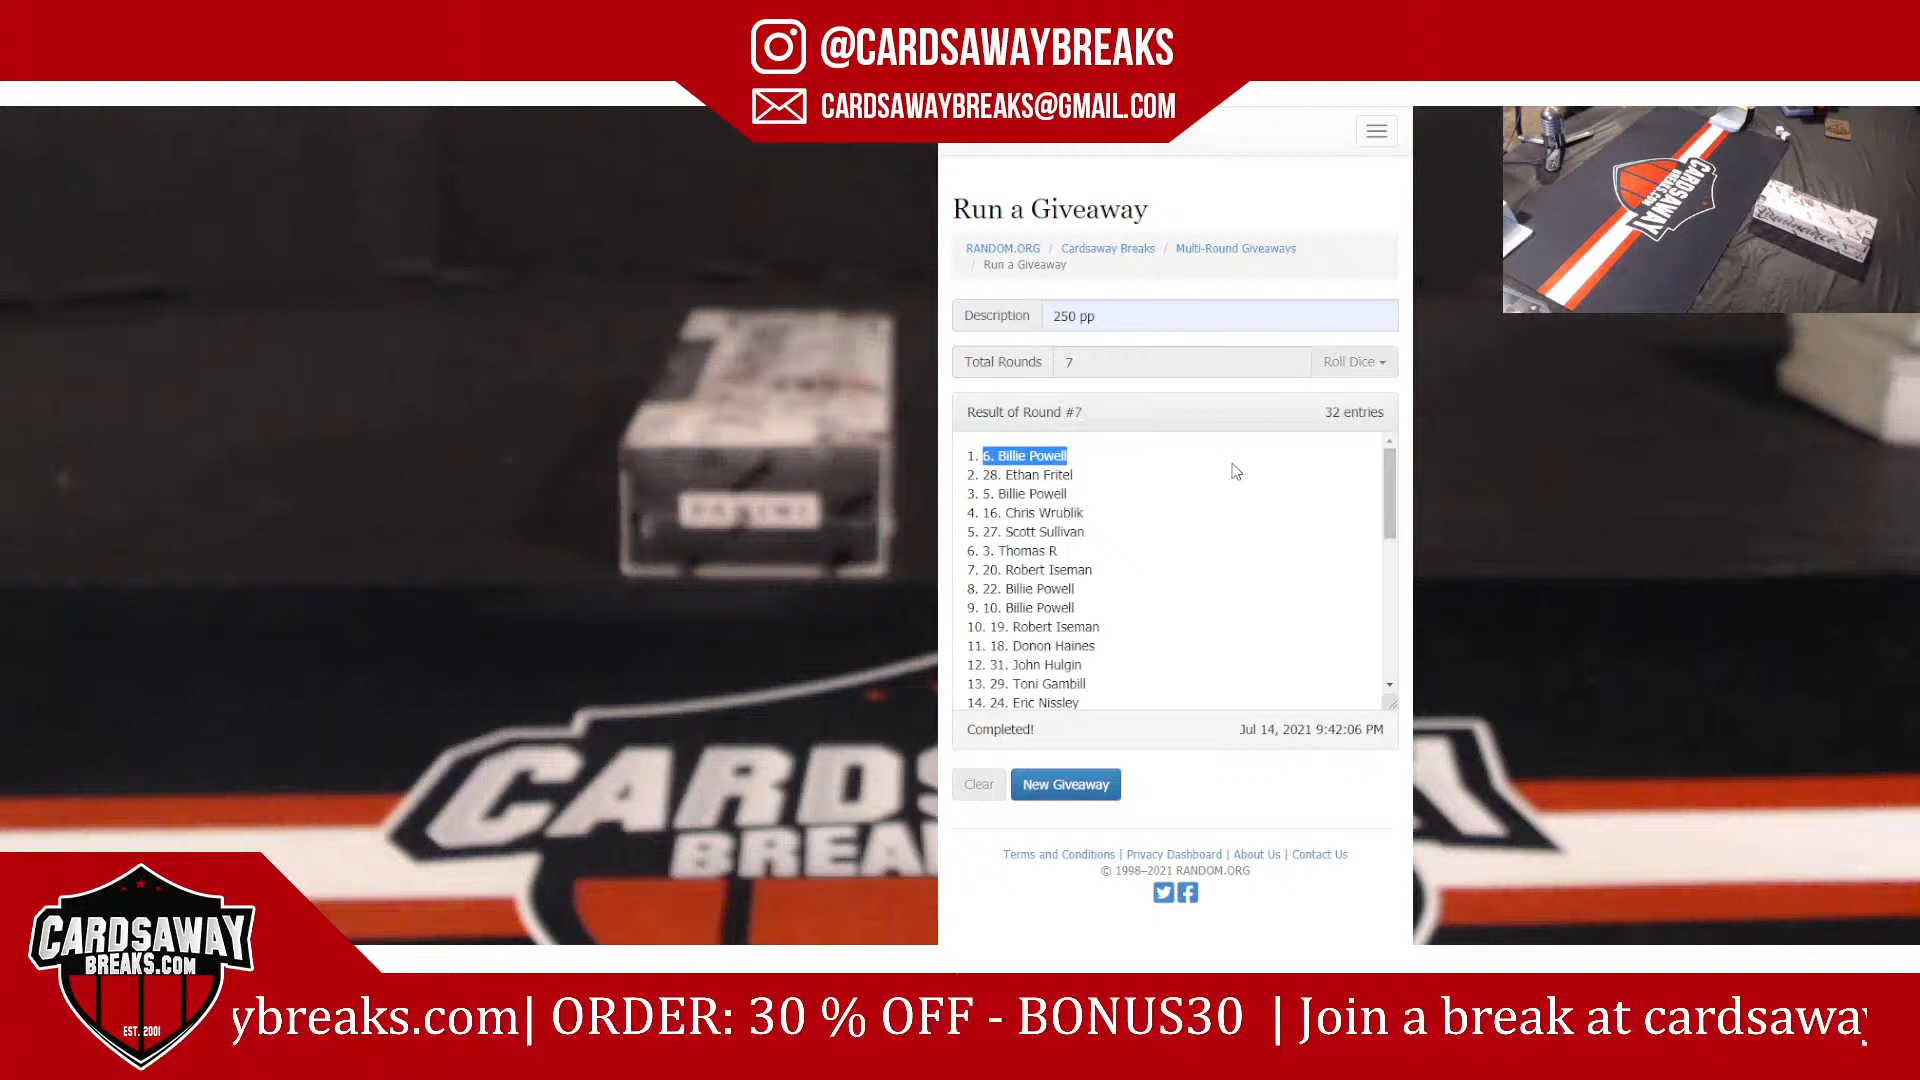 @CARDSAWAYBREAKS
CARDSAWAYBREAKS@GMAIL.COM
Run a Giveaway
RANDOM.ORG / Cardsaway Breaks / Multi-Round Giveaways
/ Run a Giveaway
Description 250 pp
Total Rounds 7 Roll Dice
Result of Round #7 32 entries
1. 6. Billie Powell
2. 28. Ethan Fritel
3. 5. Billie Powell
4. 16. Chris Wrublik
5. 27. Scott Sullivan
6. 3. Thomas R
7. 20. Robert Iseman
8. 22. Billie Powell
9. 10. Billie Powell
10. 19. Robert Iseman
11. 18. Donon Haines
12. 31. John Hulgin
13. 29. Toni Gambill
14. 24. Eric Nissley
Completed! Jul 14, 2021 9:42:06 PM
Clear New Giveaway
Terms and Conditions | Privacy Dashboard | About Us | Contact Us
© 1998–2021 RANDOM.ORG
CARDSAWAY
BREAKS.COM
PANINI
CARDS
BREA
CARDSAWAY
BREAKS.COM
EST. 2001
ybreaks.com| ORDER: 30 % OFF - BONUS30 | Join a break at cardsaway